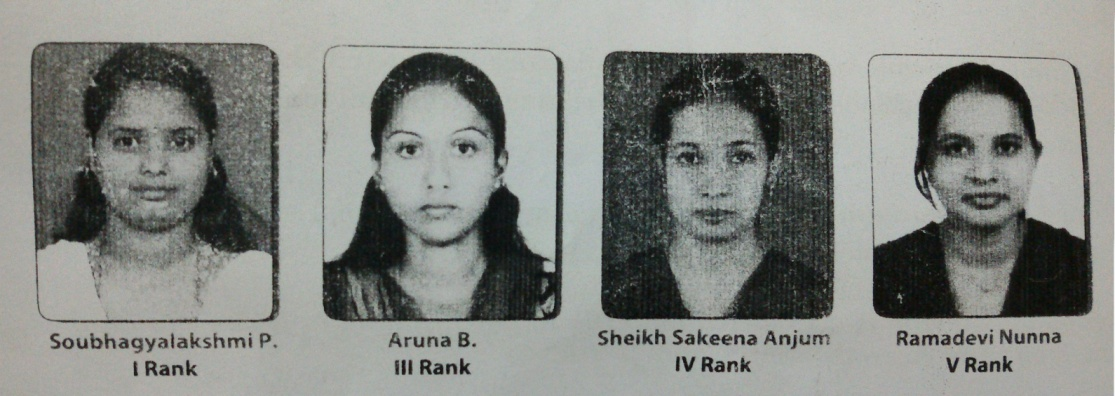 Soubhagyalakshmi P.
I Rank
Aruna B.
III Rank
Sheikh Sakeena Anjum
IV Rank
Ramadevi Nunna
V Rank